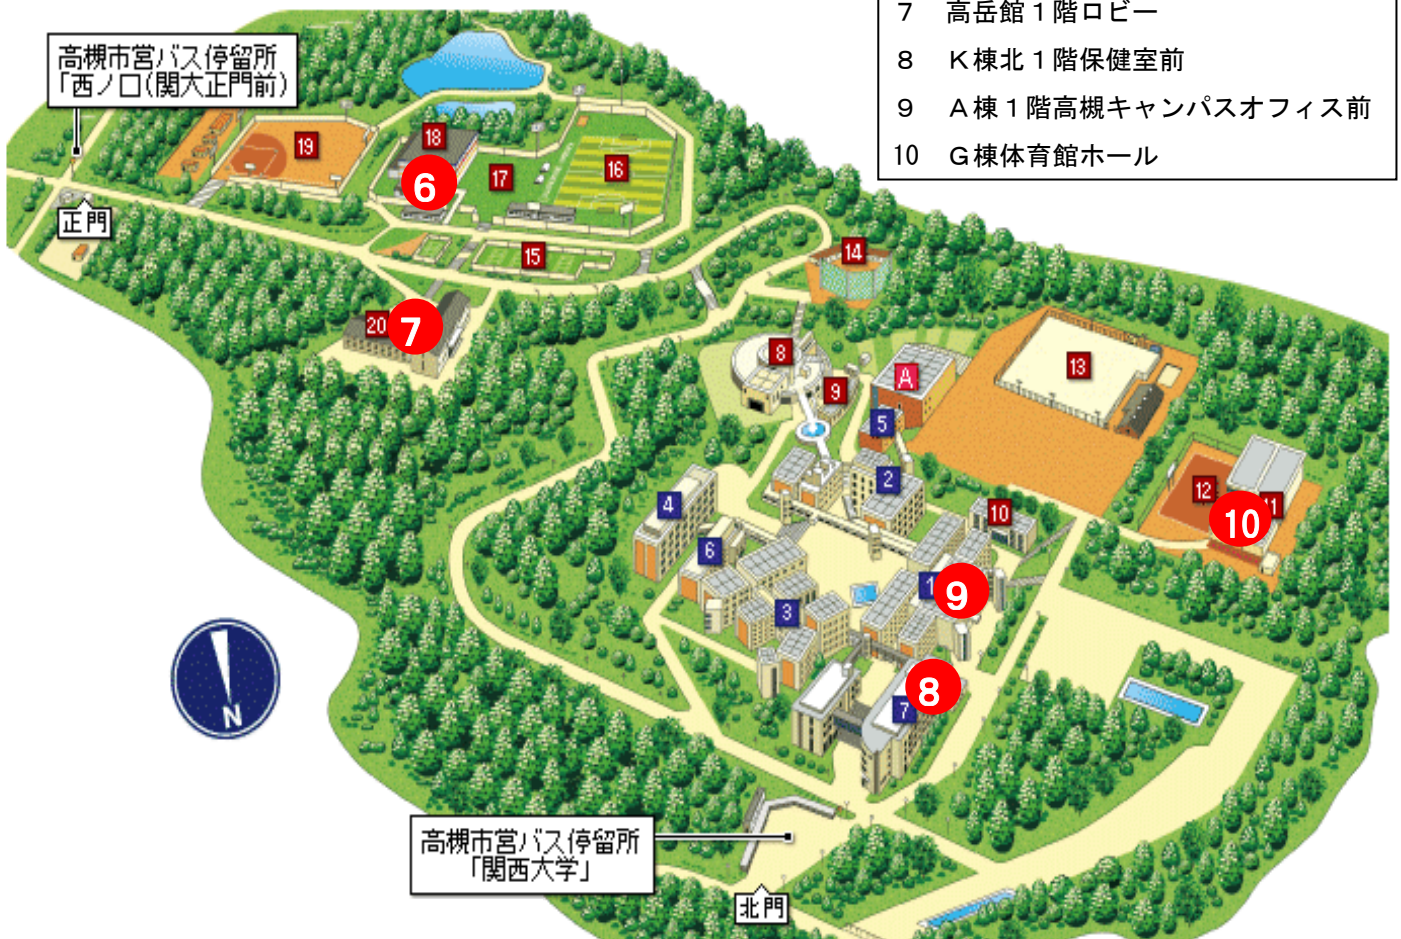 7 高岳館1階ロビー
8 K棟北1階保健室前
9 A棟1階高槻キャンパスオフィス前
10 G棟体育館ホール
高槻市営バス停留所
「西ノ口(関大正門前)
正門
19
18
6
17
16
15
14
20
7
8
9
A
5
13
2
4
10
12
11
10
6
1
9
3
8
7
N
高槻市営バス停留所
「関西大学」
北門